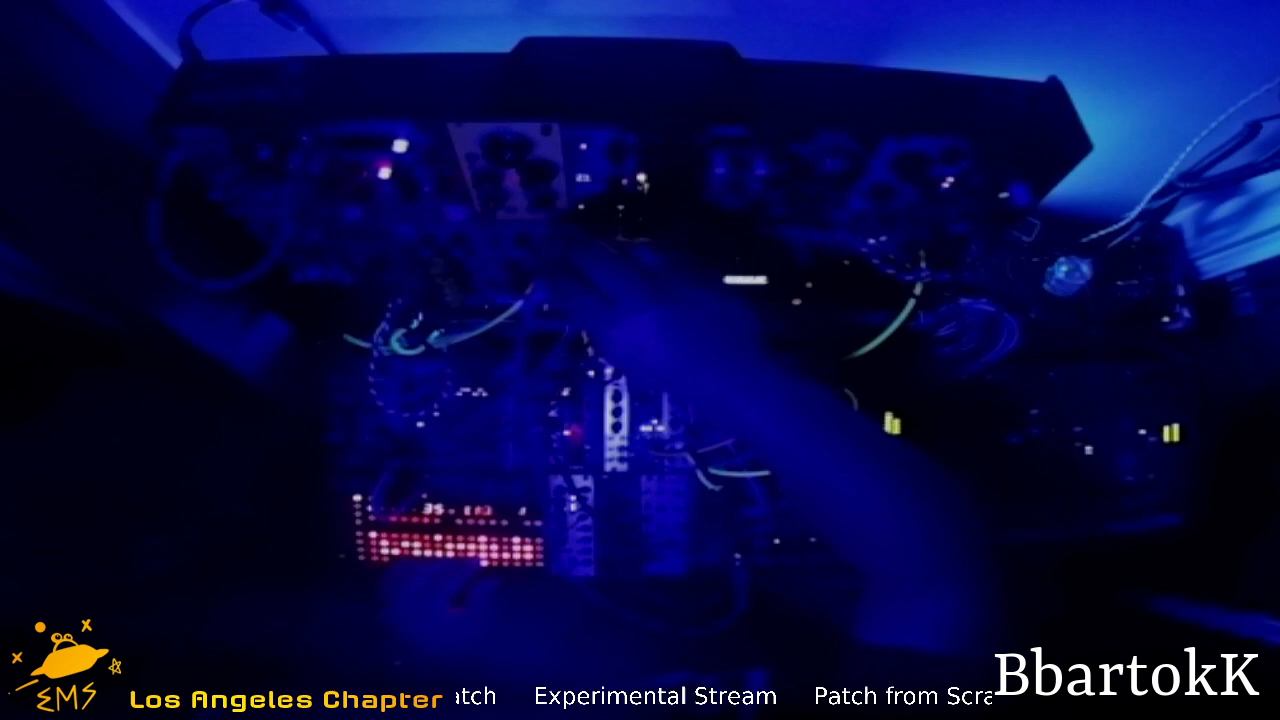 EMS
Los Angeles Chapter
atch Experimental Stream Patch from Scra
BbartokK